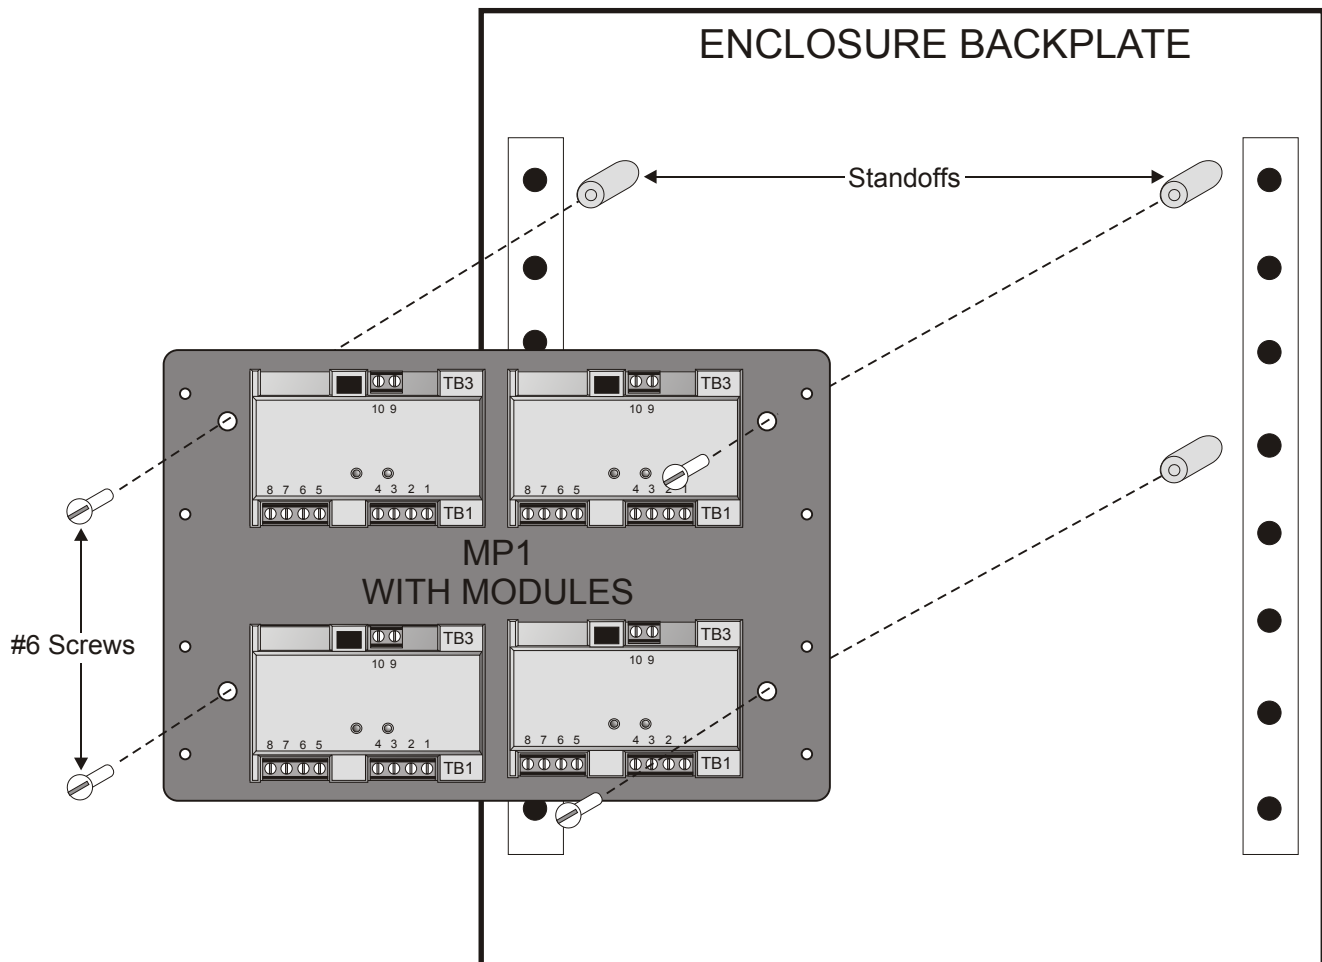 ENCLOSURE BACKPLATE
Standoffs
TB3
10 9
8 7 6 5 4 3 2 1
TB1
TB3
10 9
8 7 6 5 4 3 2 1
TB1
MP1
WITH MODULES
#6 Screws
TB3
10 9
8 7 6 5 4 3 2 1
TB1
TB3
10 9
8 7 6 5 4 3 2 1
TB1